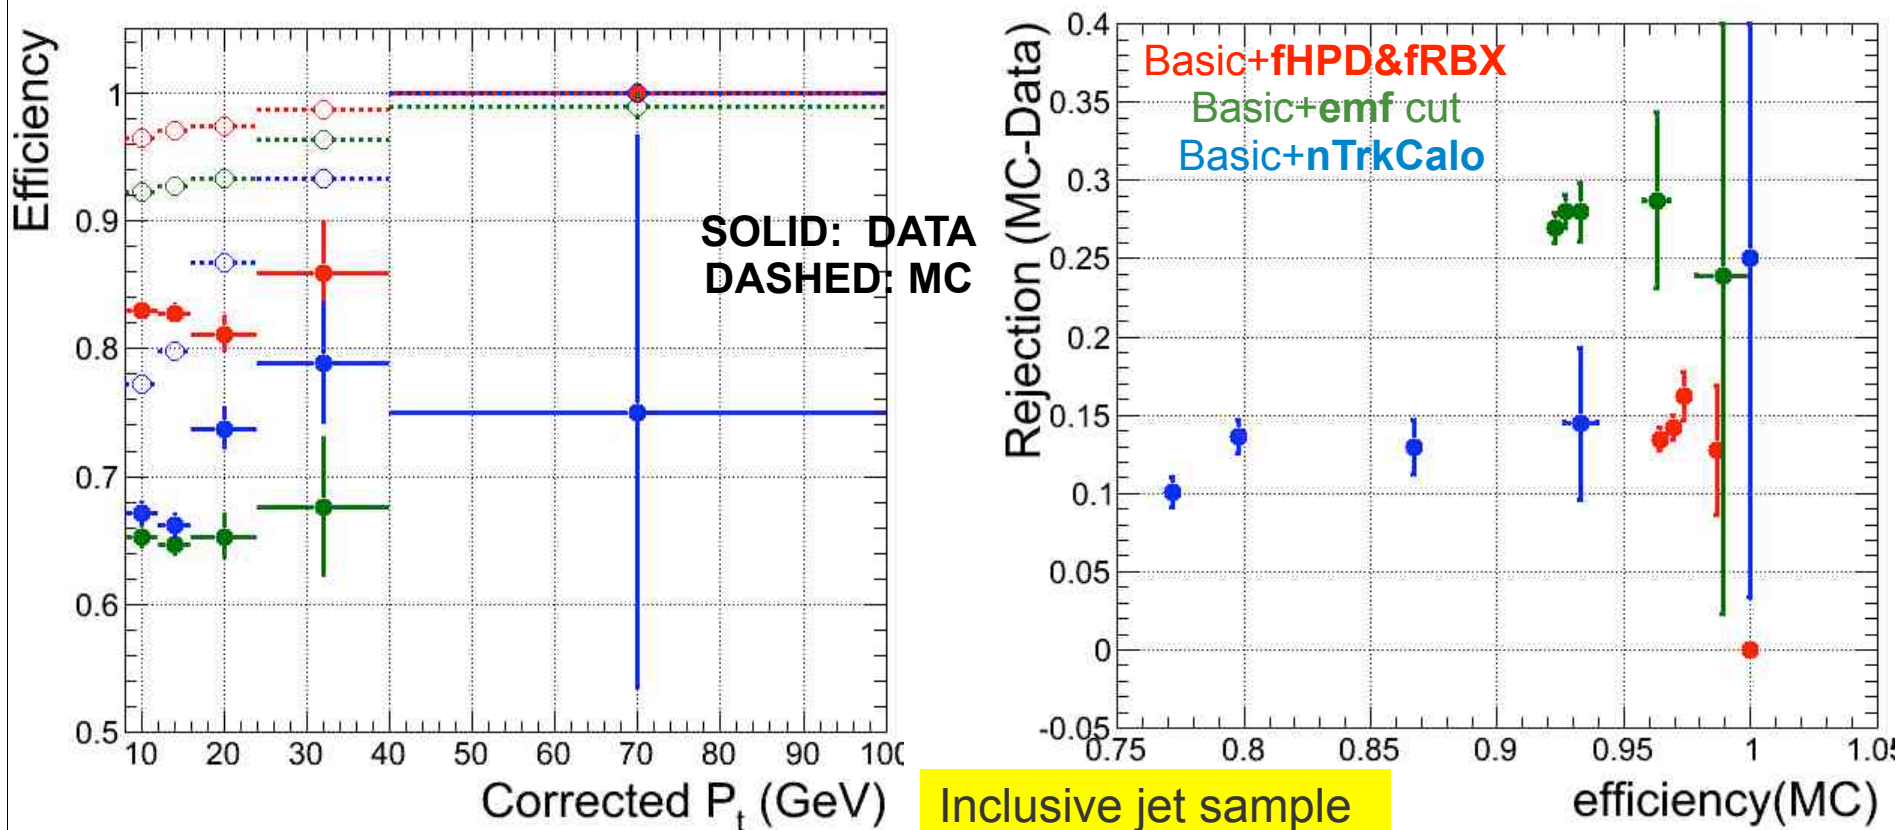 Efficiency
1
0.9
0.8
0.7
0.6
0.5
10 20 30 40 50 60 70 80 90 100
Corrected Pt (GeV)
SOLID: DATA
DASHED: MC
Rejection (MC-Data)
0.4
0.35
0.3
0.25
0.2
0.15
0.1
0.05
0
-0.05
0.75 0.8 0.85 0.9 0.95 1 1.05
efficiency(MC)
Basic+fHPD&fRBX
Basic+emf cut
Basic+nTrkCalo
Inclusive jet sample